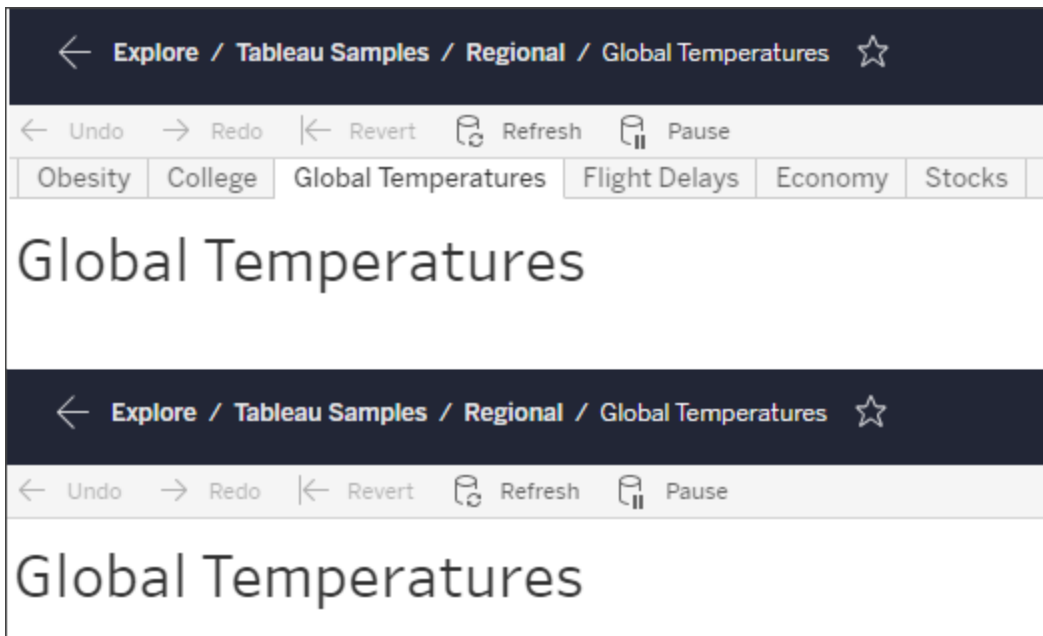 Explore / Tableau Samples / Regional / Global Temperatures
Undo Redo Revert Refresh Pause
Obesity College Global Temperatures Flight Delays Economy Stocks
Global Temperatures
Explore / Tableau Samples / Regional / Global Temperatures
Undo Redo Revert Refresh Pause
Global Temperatures